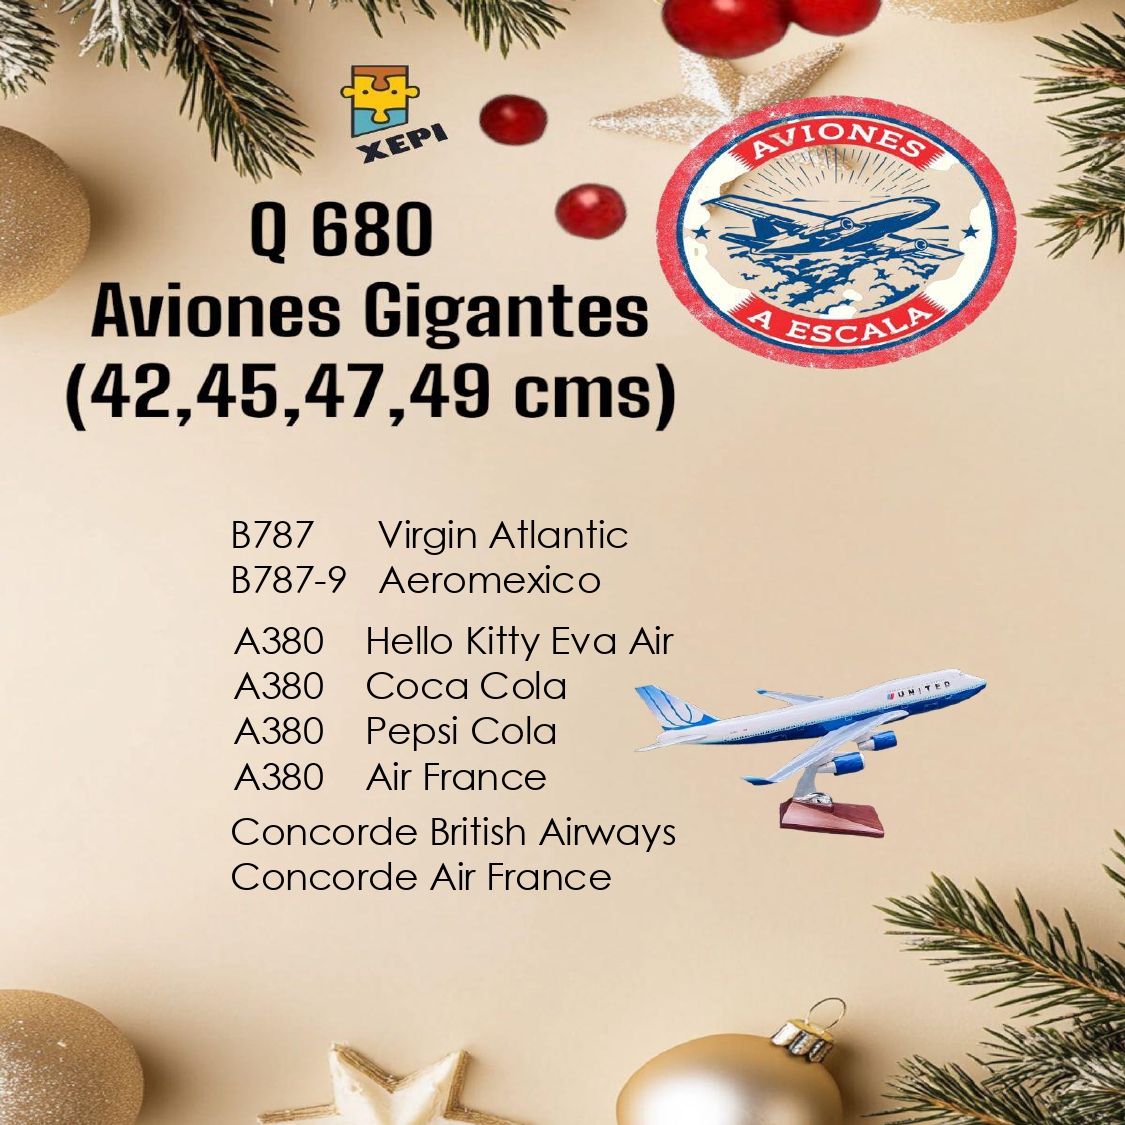 XEPI
AVIONES
A ESCALA
Q 680
Aviones Gigantes
(42,45,47,49 cms)
B787 Virgin Atlantic
B787-9 Aeromexico
A380 Hello Kitty Eva Air
A380 Coca Cola
A380 Pepsi Cola
A380 Air France
UNITED
Concorde British Airways
Concorde Air France